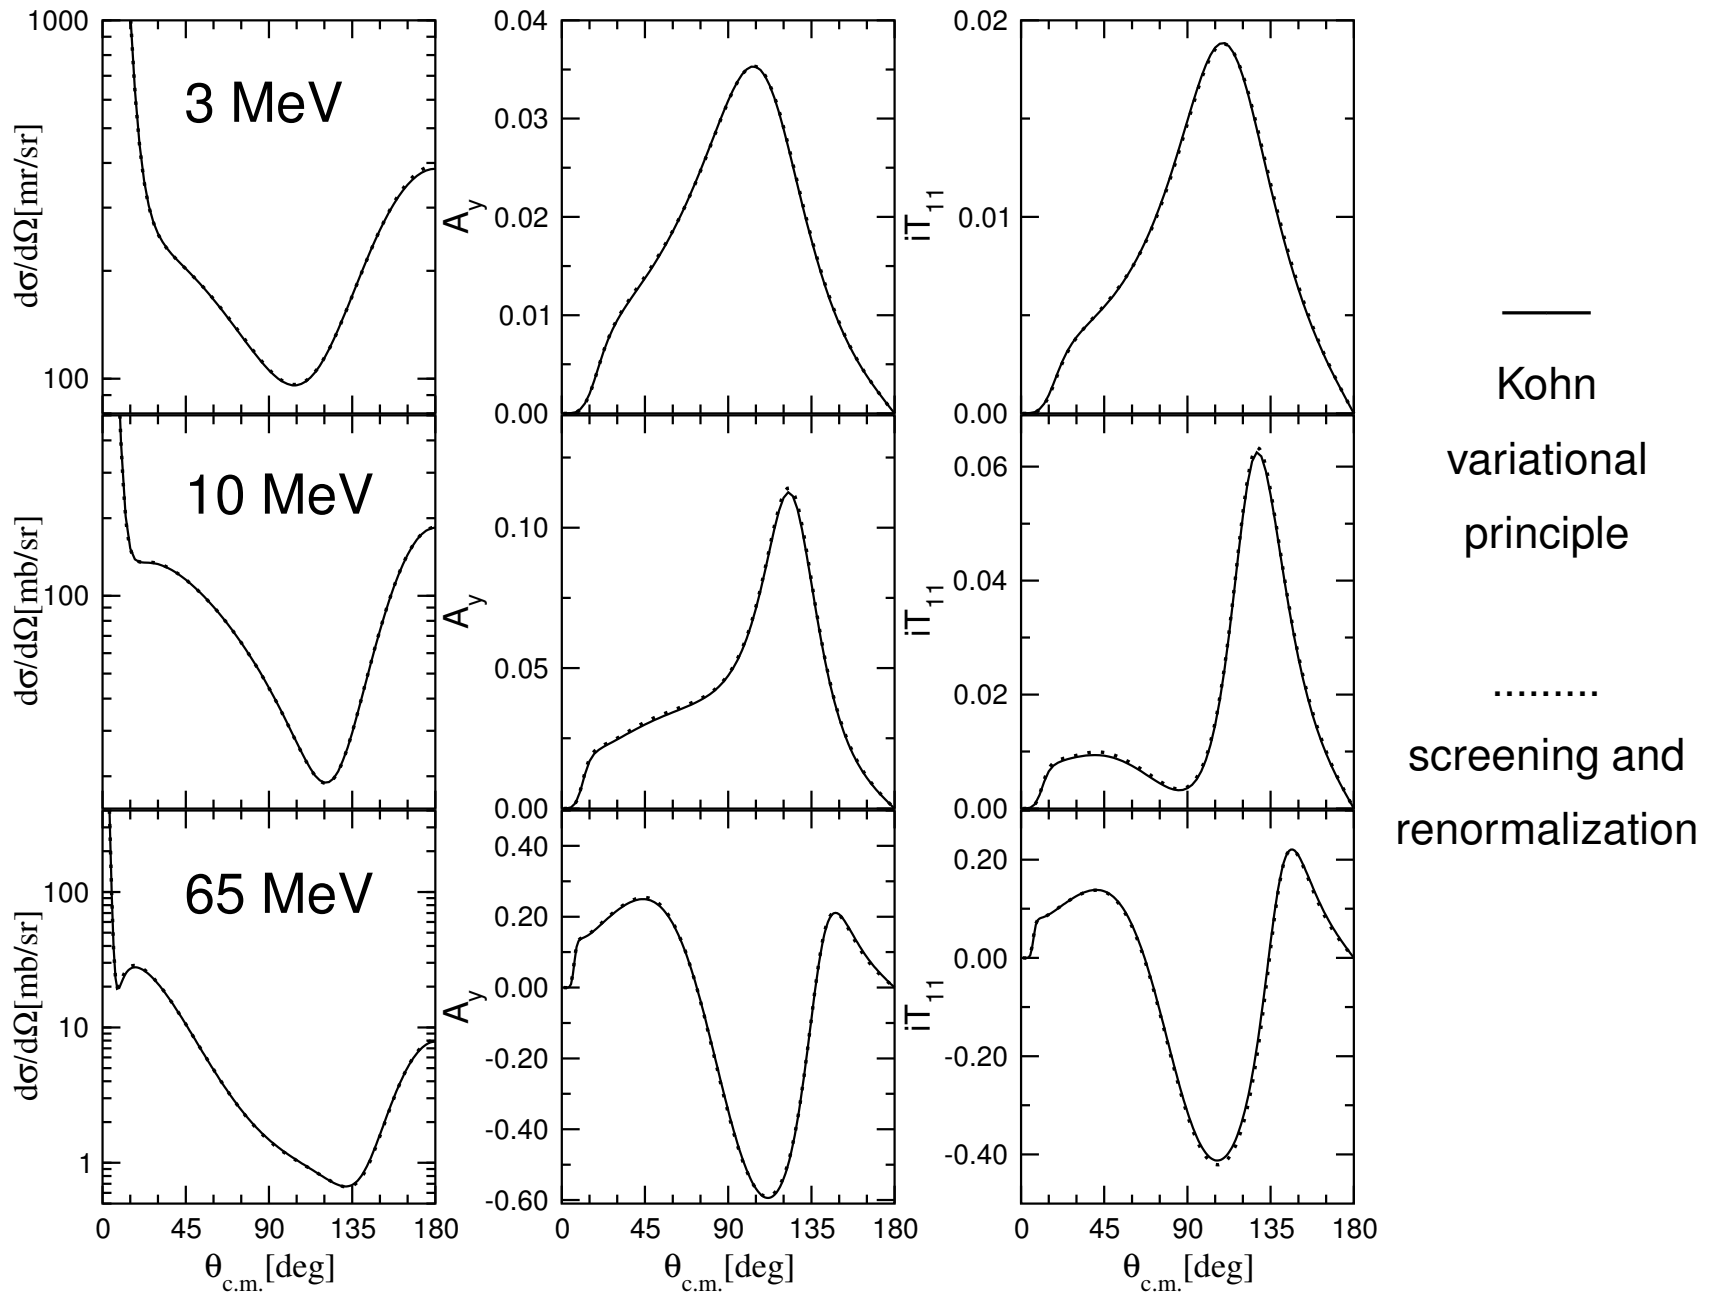 1000
100
dσ/dΩ[mr/sr]
3 MeV
0.04
0.03
0.02
0.01
0.00
A_y
0.02
0.01
0.00
iT_11
100
dσ/dΩ[mb/sr]
10 MeV
0.10
0.05
0.00
A_y
0.06
0.04
0.02
0.00
iT_11
100
10
1
dσ/dΩ[mb/sr]
65 MeV
0 45 90 135 180
θ_c.m.[deg]
0.40
0.20
0.00
-0.20
-0.40
-0.60
A_y
0 45 90 135 180
θ_c.m.[deg]
0.20
0.00
-0.20
-0.40
iT_11
0 45 90 135 180
θ_c.m.[deg]
Kohn
variational
principle
screening and
renormalization